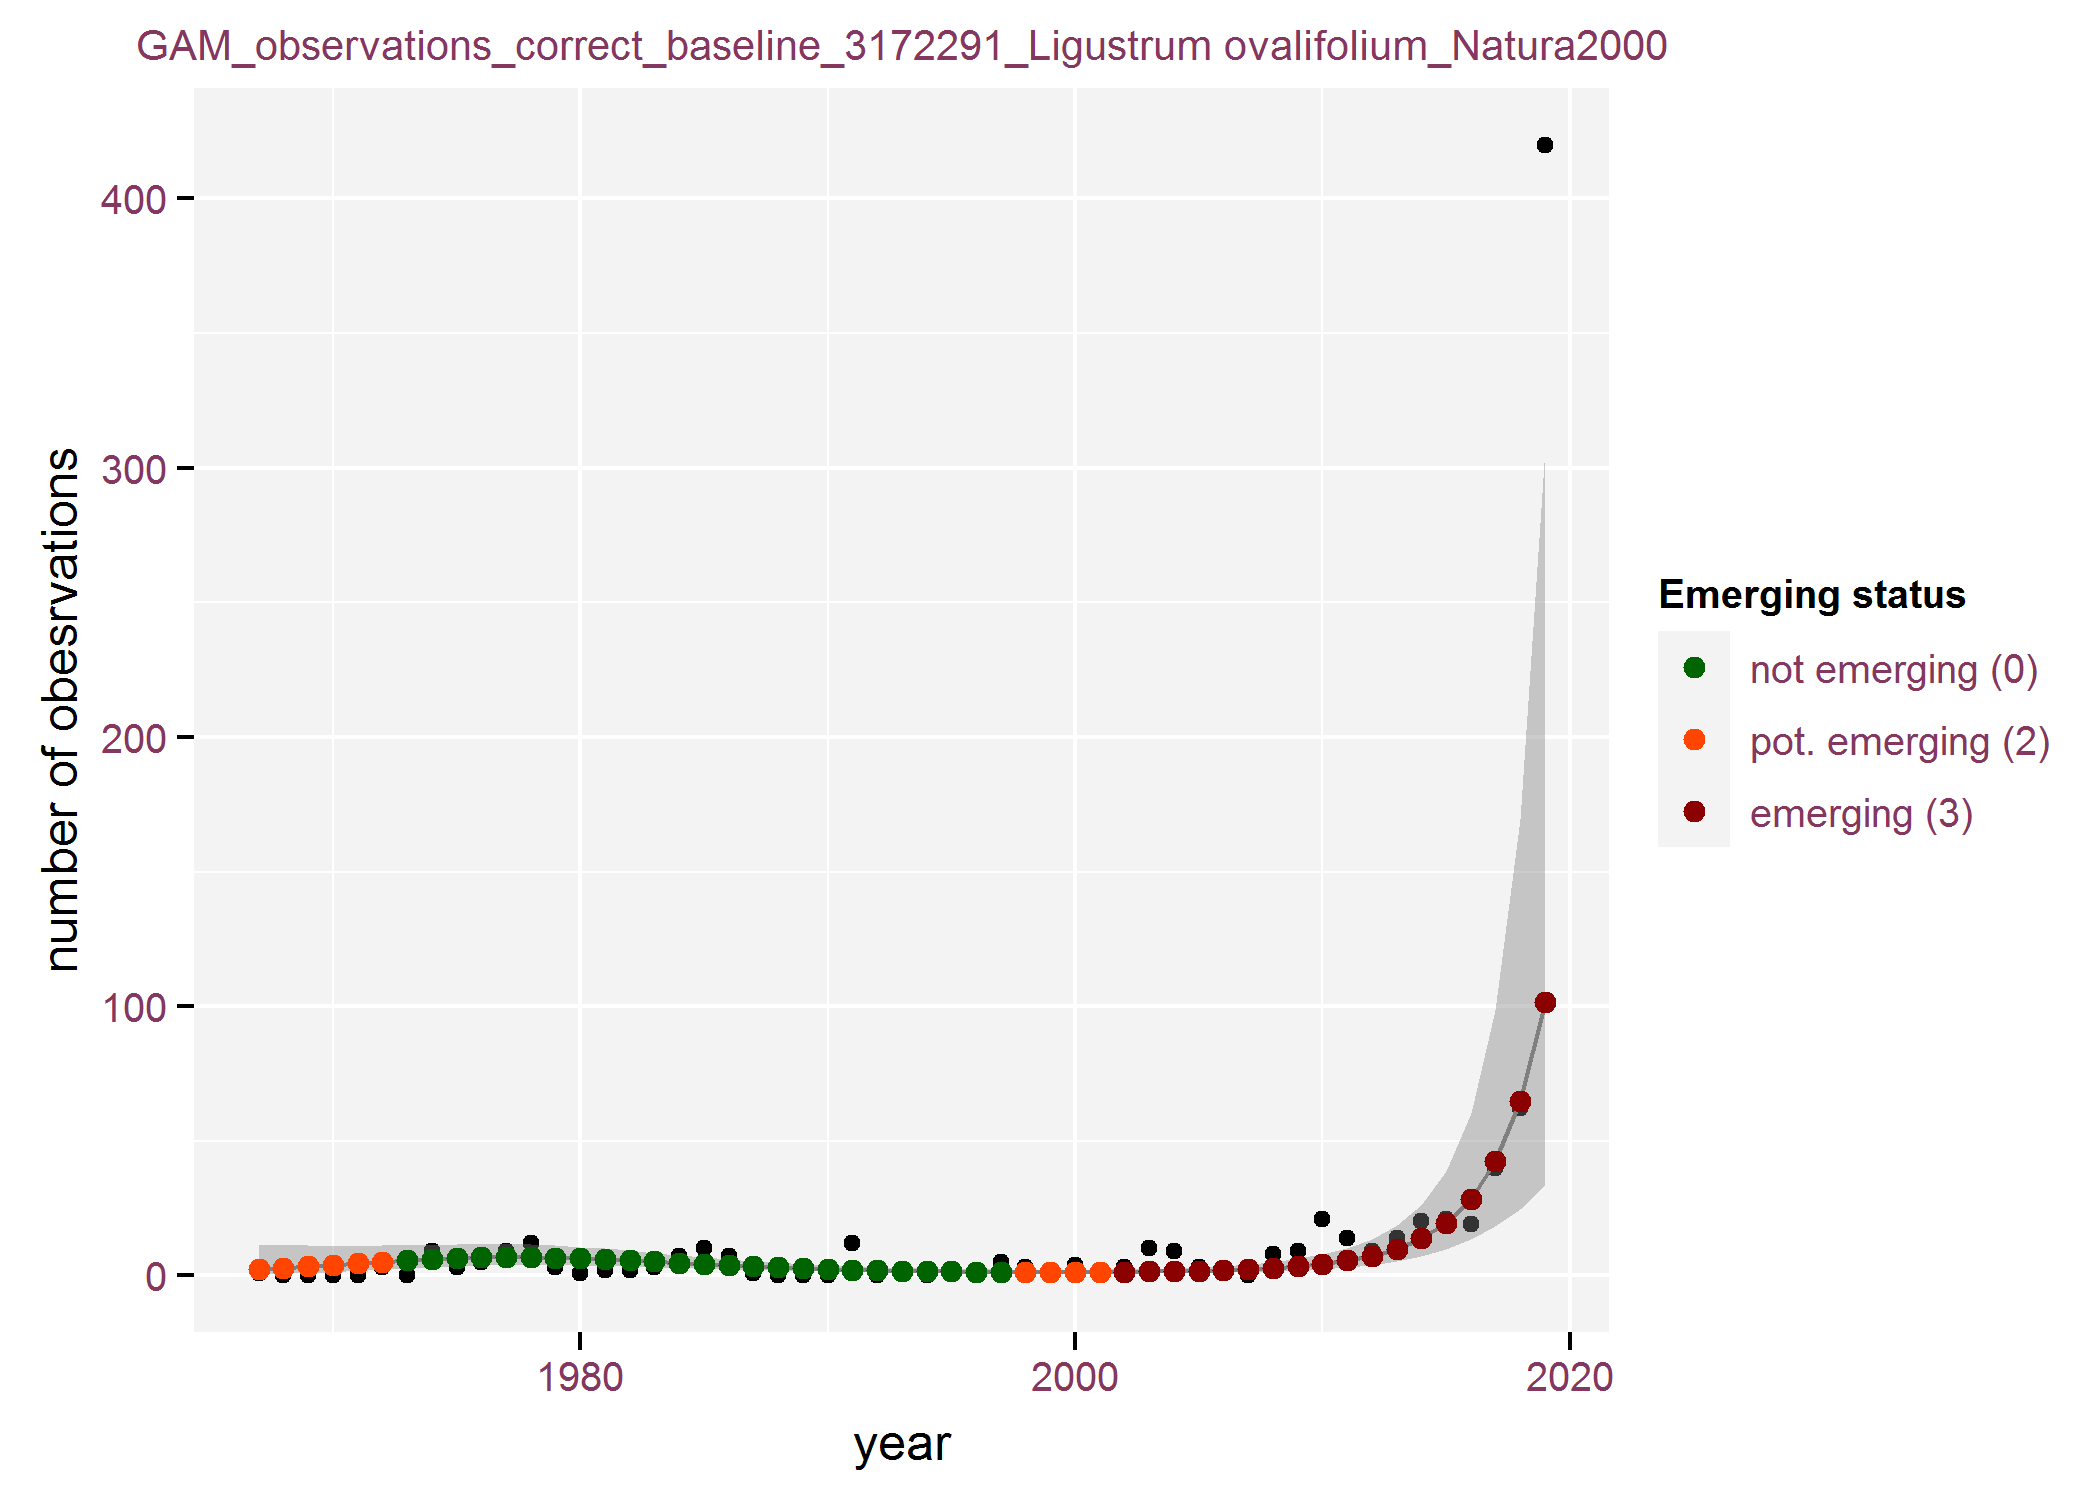 GAM_observations_correct_baseline_3172291_Ligustrum ovalifolium_Natura2000
400
300
200
100
0
number of obesrvations
1980
2000
2020
year
Emerging status
not emerging (0)
pot. emerging (2)
emerging (3)